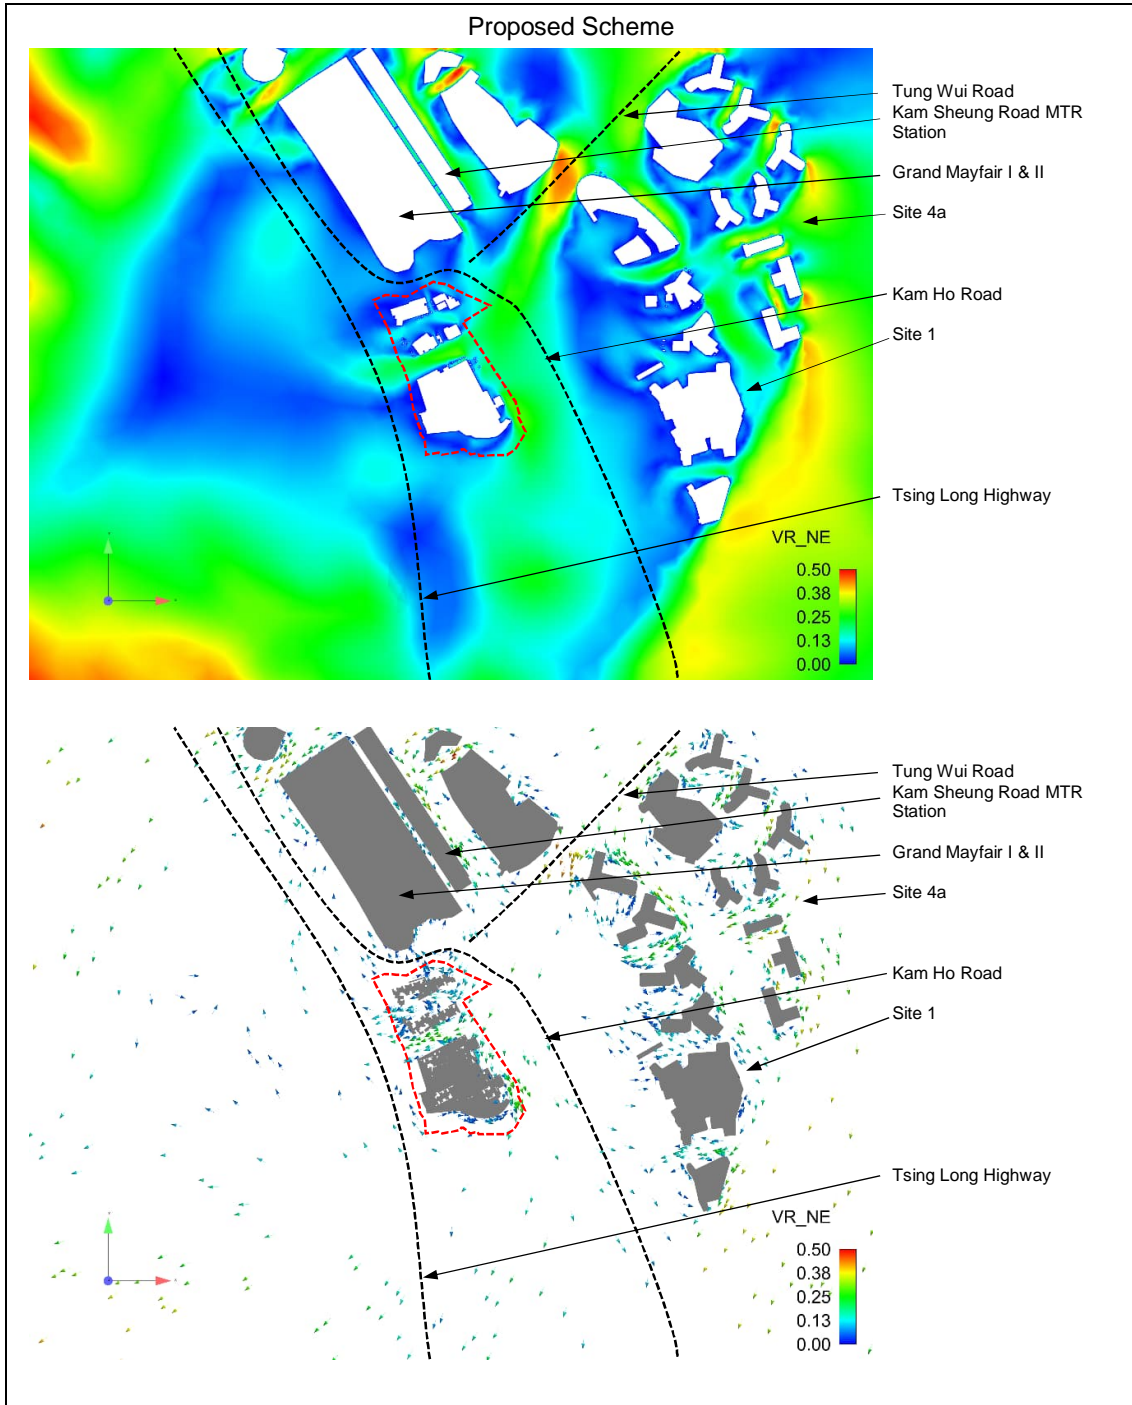 Proposed Scheme
Tung Wui Road
Kam Sheung Road MTR
Station
Grand Mayfair I & II
Site 4a
Kam Ho Road
Site 1
Tsing Long Highway
VR_NE
0.50
0.38
0.25
0.13
0.00
Tung Wui Road
Kam Sheung Road MTR
Station
Grand Mayfair I & II
Site 4a
Kam Ho Road
Site 1
Tsing Long Highway
VR_NE
0.50
0.38
0.25
0.13
0.00